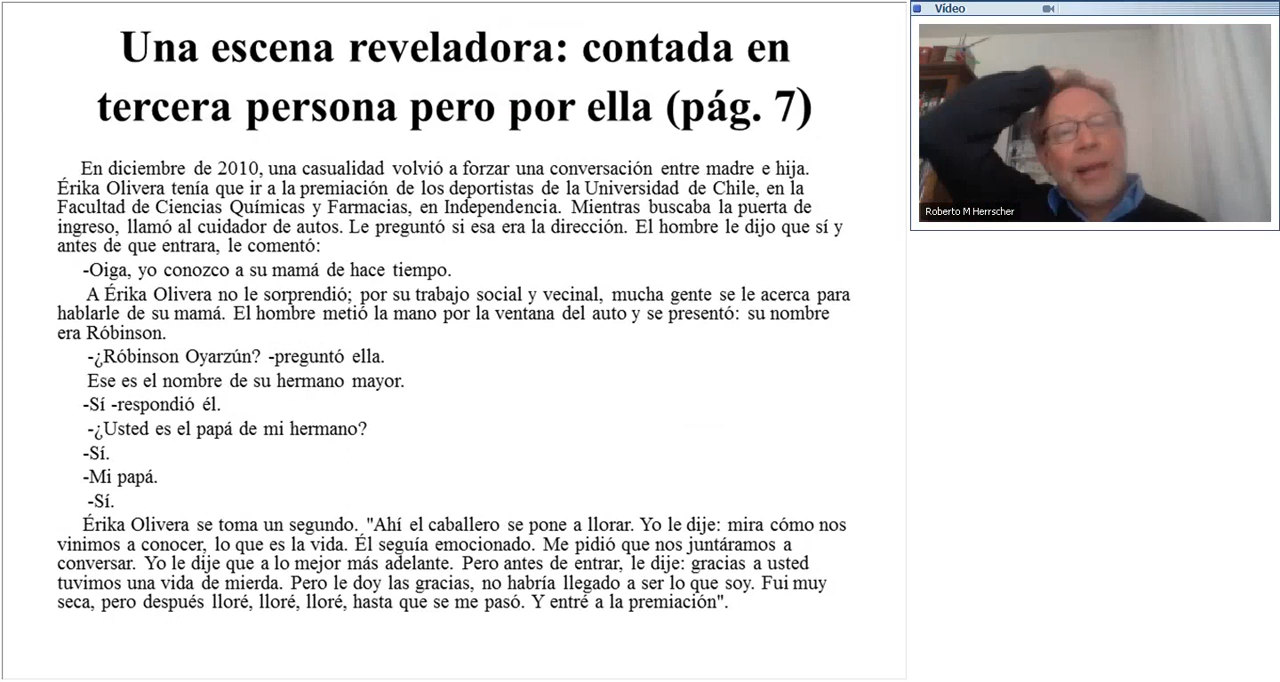 Una escena reveladora: contada en
tercera persona pero por ella (pág. 7)
En diciembre de 2010, una casualidad volvió a forzar una conversación entre madre e hija.
Érika Olivera tenía que ir a la premiación de los deportistas de la Universidad de Chile, en la
Facultad de Ciencias Químicas y Farmacias, en Independencia. Mientras buscaba la puerta de
ingreso, llamó al cuidador de autos. Le preguntó si esa era la dirección. El hombre le dijo que sí y
antes de que entrara, le comentó:
-Oiga, yo conozco a su mamá de hace tiempo.
A Érika Olivera no le sorprendió; por su trabajo social y vecinal, mucha gente se le acerca para
hablarle de su mamá. El hombre metió la mano por la ventana del auto y se presentó: su nombre
era Róbinson.
-¿Róbinson Oyarzún? -preguntó ella.
Ese es el nombre de su hermano mayor.
-Sí -respondió él.
-¿Usted es el papá de mi hermano?
-Sí.
-Mi papá.
-Sí.
Érika Olivera se toma un segundo. "Ahí el caballero se pone a llorar. Yo le dije: mira cómo nos
vinimos a conocer, lo que es la vida. Él seguía emocionado. Me pidió que nos juntáramos a
conversar. Yo le dije que a lo mejor más adelante. Pero antes de entrar, le dije: gracias a usted
tuvimos una vida de mierda. Pero le doy las gracias, no habría llegado a ser lo que soy. Fui muy
seca, pero después lloré, lloré, lloré, hasta que se me pasó. Y entré a la premiación".
Vídeo
Roberto M Herrscher